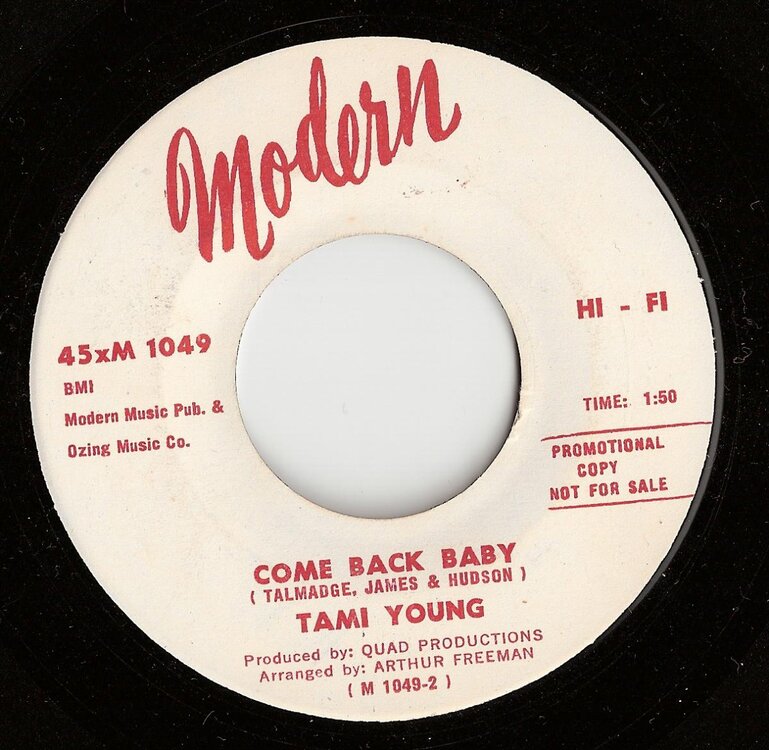 Modern
HI - FI
45xM 1049
BMI
Modern Music Pub. &
Ozing Music Co.
TIME: 1:50
PROMOTIONAL
COPY
NOT FOR SALE
COME BACK BABY
( TALMADGE, JAMES & HUDSON )
TAMI YOUNG
Produced by: QUAD PRODUCTIONS
Arranged by: ARTHUR FREEMAN
( M 1049-2 )